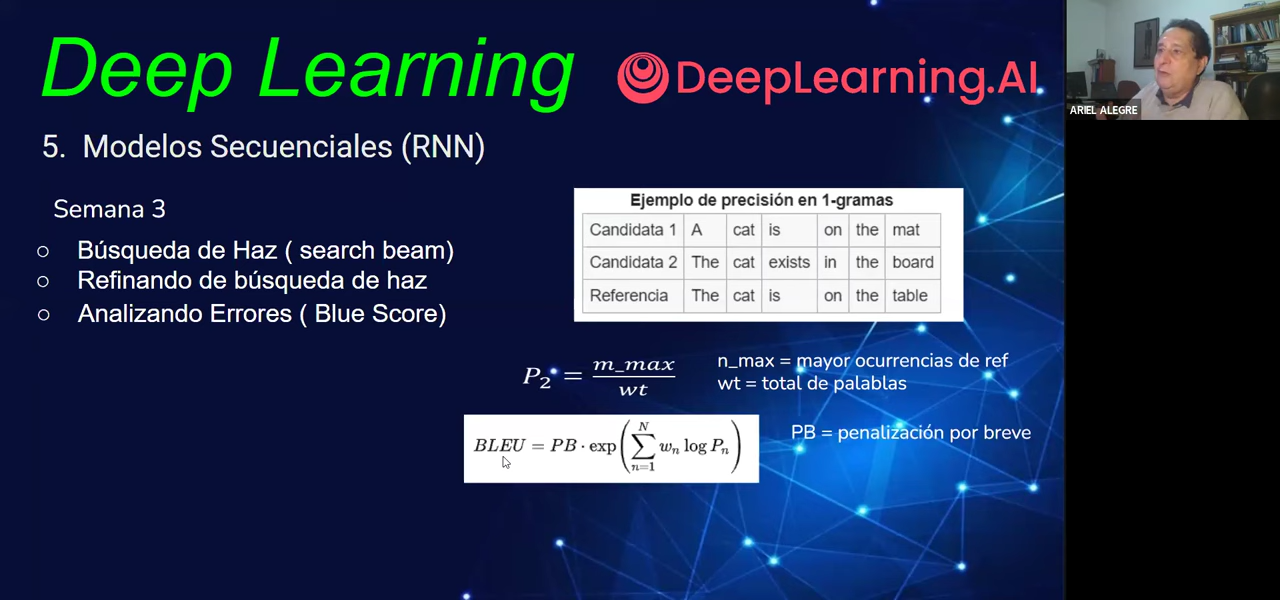 Deep Learning
DeepLearning.AI
ARIEL ALEGRE
5. Modelos Secuenciales (RNN)
Semana 3
Búsqueda de Haz ( search beam)
Refinando de búsqueda de haz
Analizando Errores ( Blue Score)
Ejemplo de precisión en 1-gramas
Candidata 1 A cat is on the mat
Candidata 2 The cat exists in the board
Referencia The cat is on the table
P_2 = m_max / wt
n_max = mayor ocurrencias de ref
wt = total de palablas
BLEU = PB · exp( ∑_{n=1}^{N} w_n log P_n )
PB = penalización por breve